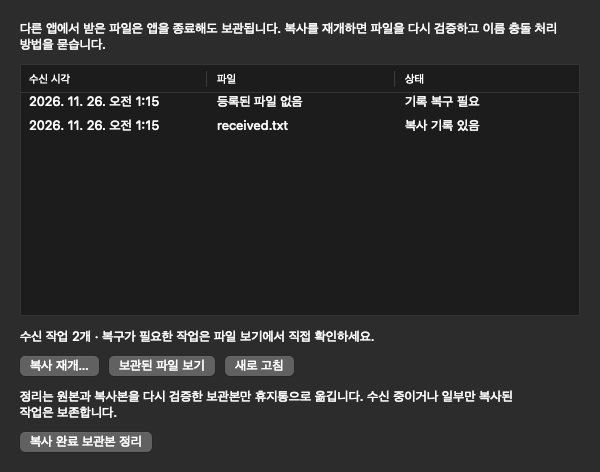 다른 앱에서 받은 파일은 앱을 종료해도 보관됩니다. 복사를 재개하면 파일을 다시 검증하고 이름 충돌 처리
방법을 묻습니다.
수신 시각 파일 상태
2026. 11. 26. 오전 1:15 등록된 파일 없음 기록 복구 필요
2026. 11. 26. 오전 1:15 received.txt 복사 기록 있음
수신 작업 2개 · 복구가 필요한 작업은 파일 보기에서 직접 확인하세요.
복사 재개... 보관된 파일 보기 새로 고침
정리는 원본과 복사본을 다시 검증한 보관본만 휴지통으로 옮깁니다. 수신 중이거나 일부만 복사된
작업은 보존합니다.
복사 완료 보관본 정리